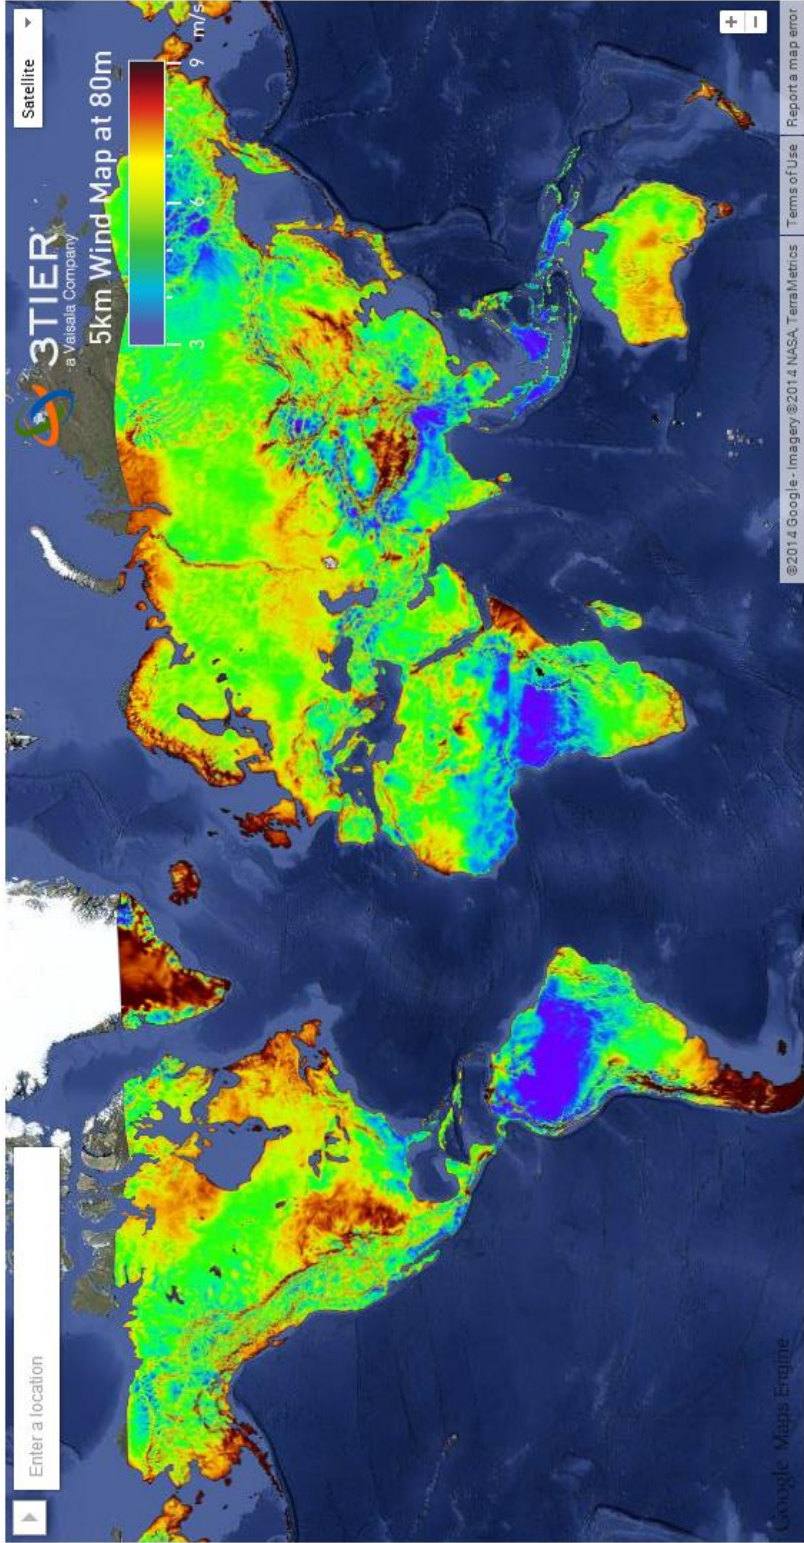 Enter a location
3TIER
a Vaisala Company
Satellite
5km Wind Map at 80m
3
6
9
m/s
+
−
Google Maps Engine
©2014 Google - Imagery ©2014 NASA, TerraMetrics
Terms of Use
Report a map error